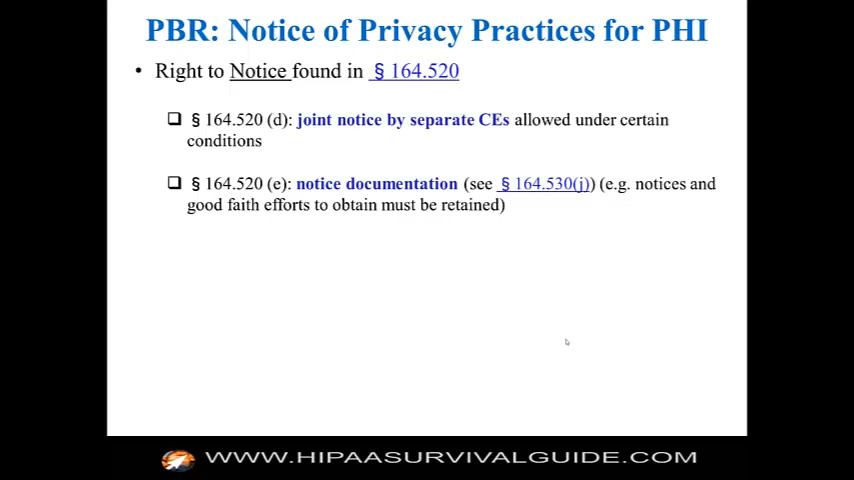 PBR: Notice of Privacy Practices for PHI
• Right to Notice found in § 164.520
❑ § 164.520 (d): joint notice by separate CEs allowed under certain
conditions
❑ § 164.520 (e): notice documentation (see § 164.530(j)) (e.g. notices and
good faith efforts to obtain must be retained)
WWW.HIPAASURVIVALGUIDE.COM